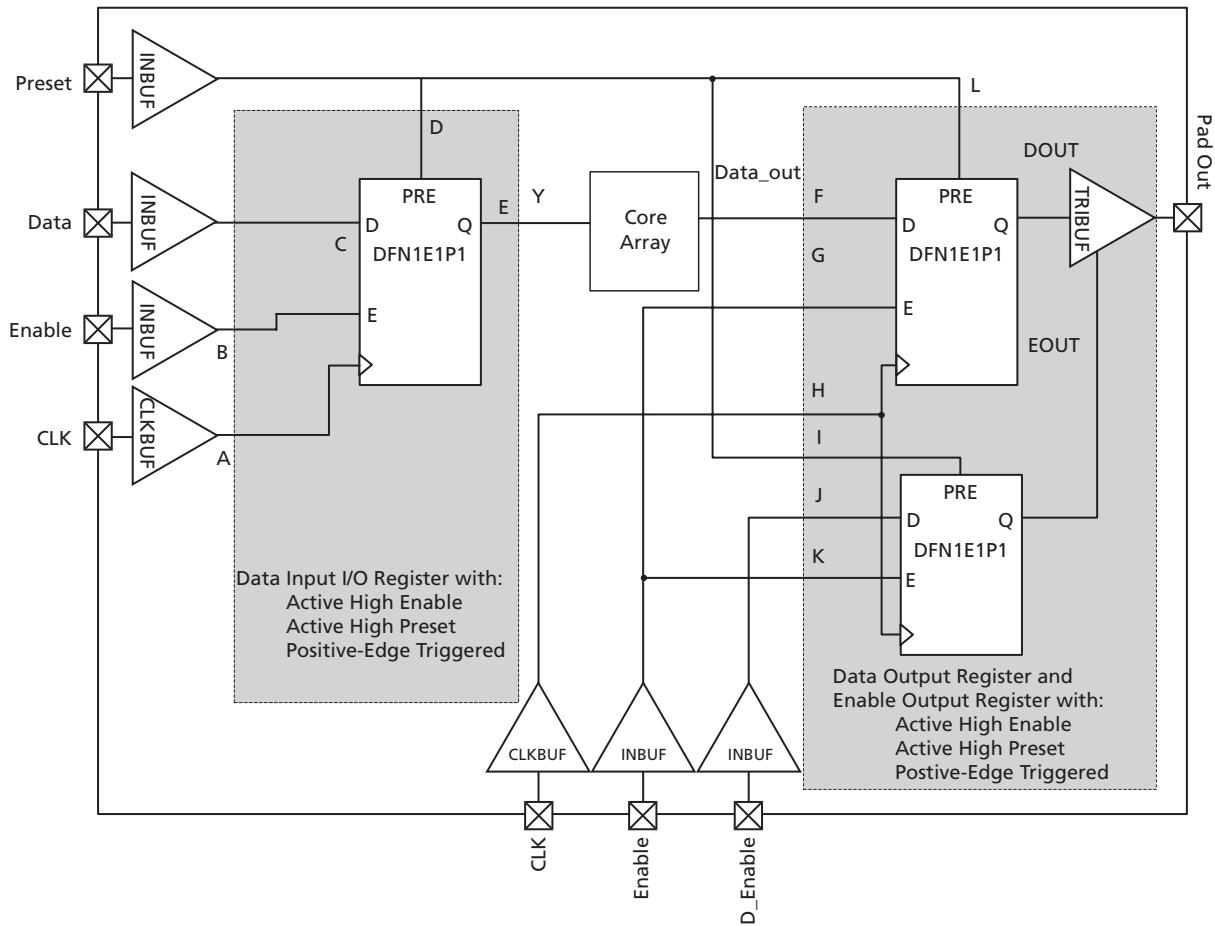 Preset
INBUF
L
D
Pad Out
DOUT
Data_out
TRIBUF
PRE
PRE
Data
INBUF
D
Q
E
Y
Core
Array
F
D
Q
C
DFN1E1P1
G
DFN1E1P1
Enable
INBUF
E
E
B
EOUT
CLK
CLKBUF
A
H
I
PRE
J
D
Q
DFN1E1P1
K
E
Data Input I/O Register with:
Active High Enable
Active High Preset
Positive-Edge Triggered
Data Output Register and
Enable Output Register with:
Active High Enable
Active High Preset
Postive-Edge Triggered
CLKBUF
INBUF
INBUF
CLK
Enable
D_Enable